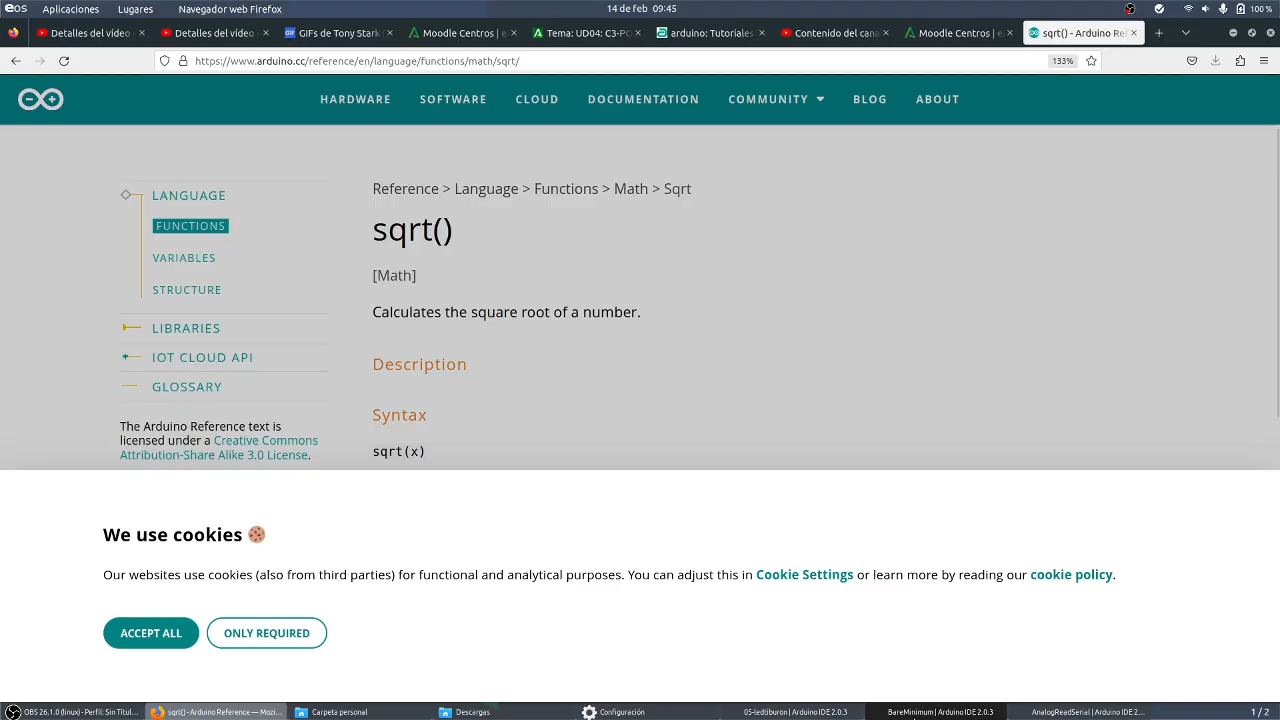 eOS Aplicaciones Lugares Navegador web Firefox 14 de feb 09:45 100 %
Detalles del vídeo Detalles del vídeo GIFs de Tony Stark Moodle Centros | e. Tema: UD04: C3-PO arduino: Tutoriales Contenido del cana Moodle Centros | e. sqrt() - Arduino Ref
https://www.arduino.cc/reference/en/language/functions/math/sqrt/ 133%
HARDWARE SOFTWARE CLOUD DOCUMENTATION COMMUNITY BLOG ABOUT
Reference > Language > Functions > Math > Sqrt
LANGUAGE
FUNCTIONS
VARIABLES
STRUCTURE
LIBRARIES
IOT CLOUD API
GLOSSARY
The Arduino Reference text is
licensed under a Creative Commons
Attribution-Share Alike 3.0 License.
sqrt()
[Math]
Calculates the square root of a number.
Description
Syntax
sqrt(x)
We use cookies
Our websites use cookies (also from third parties) for functional and analytical purposes. You can adjust this in Cookie Settings or learn more by reading our cookie policy.
ACCEPT ALL ONLY REQUIRED
OBS 26.1.0 (linux) - Perfil: Sin Titul... sqrt() - Arduino Reference — Mozi... Carpeta personal Descargas Configuración 05-ledtiburon | Arduino IDE 2.0.3 BareMinimum | Arduino IDE 2.0.3 AnalogReadSerial | Arduino IDE 2... 1 / 2